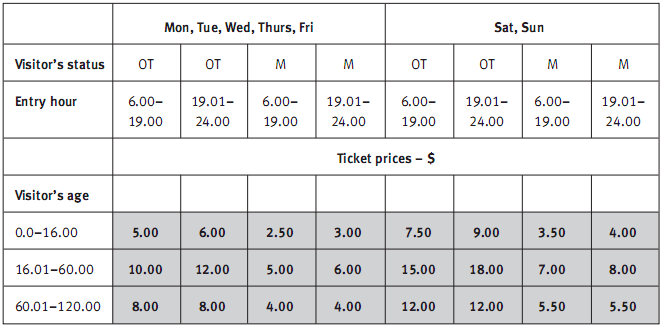 Mon, Tue, Wed, Thurs, Fri Sat, Sun
Visitor's status OT OT M M OT OT M M
Entry hour 6.00– 19.01– 6.00– 19.01– 6.00– 19.01– 6.00– 19.01–
19.00 24.00 19.00 24.00 19.00 24.00 19.00 24.00
Ticket prices – $
Visitor's age
0.0–16.00 5.00 6.00 2.50 3.00 7.50 9.00 3.50 4.00
16.01–60.00 10.00 12.00 5.00 6.00 15.00 18.00 7.00 8.00
60.01–120.00 8.00 8.00 4.00 4.00 12.00 12.00 5.50 5.50